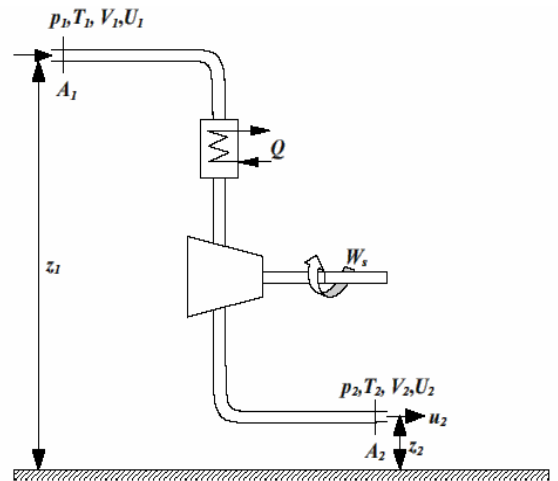 p1,T1, V1,U1
A1
Q
z1
Ws
p2,T2, V2,U2
u2
A2
z2